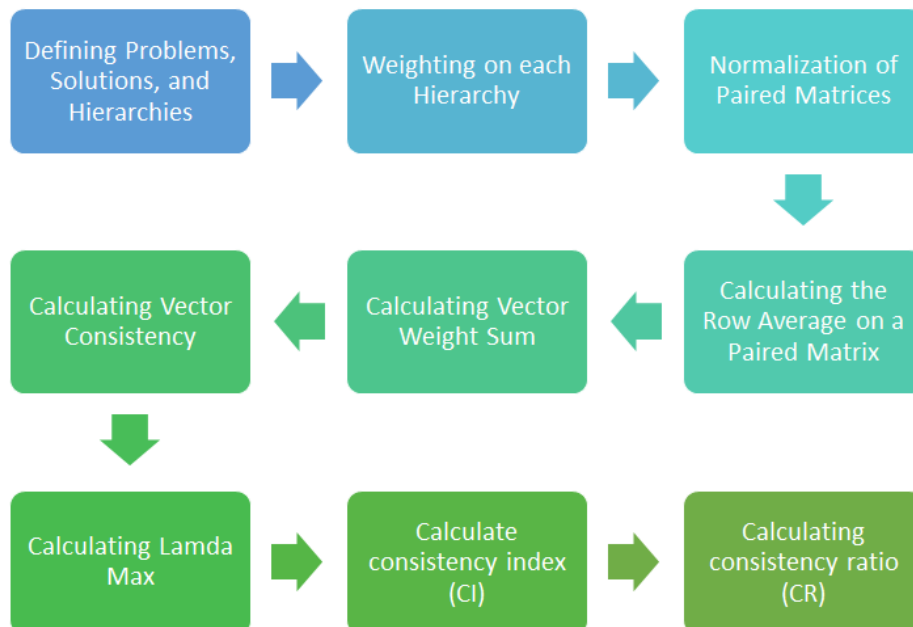 Defining Problems,
Solutions, and
Hierarchies
Weighting on each
Hierarchy
Normalization of
Paired Matrices
Calculating the
Row Average on a
Paired Matrix
Calculating Vector
Weight Sum
Calculating Vector
Consistency
Calculating Lamda
Max
Calculate
consistency index
(CI)
Calculating
consistency ratio
(CR)